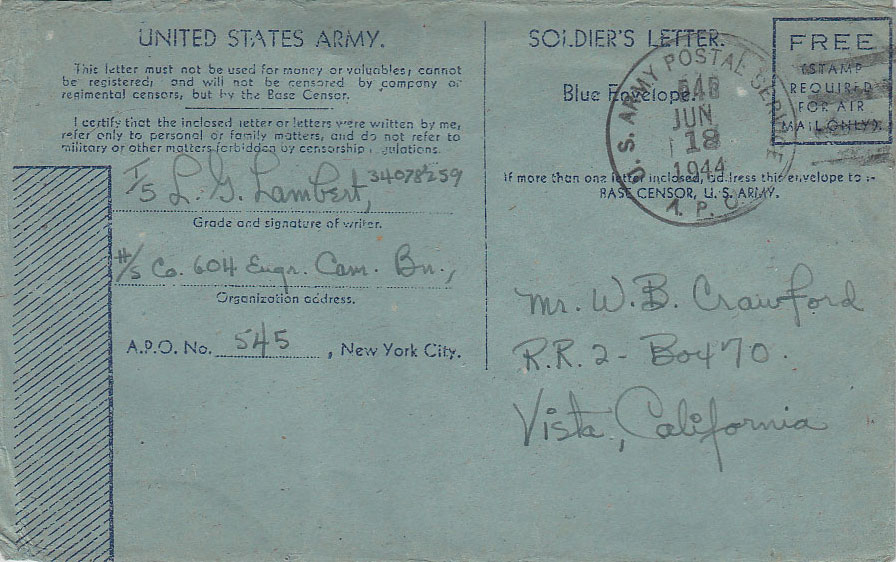 UNITED STATES ARMY.
This letter must not be used for money or valuables; cannot
be registered; and will not be censored by company or
regimental censors, but by the Base Censor.
I certify that the inclosed letter or letters were written by me,
refer only to personal or family matters, and do not refer to
military or other matters forbidden by censorship regulations.
T/5 L. G. Lambert, 34078259
Grade and signature of writer.
H/S Co. 604 Engr. Cam. Bn.,
Organization address.
A.P.O. No. 545, New York City.
SOLDIER'S LETTER.
Blue Envelope.
FREE
(STAMP
REQUIRED
FOR AIR
MAIL ONLY).
U. S. ARMY POSTAL SERVICE
JUN
18
1944
A. P. O.
If more than one letter inclosed, address this envelope to :-
BASE CENSOR, U. S. ARMY.
Mr. W. B. Crawford
R.R. 2 - Box 470.
Vista, California